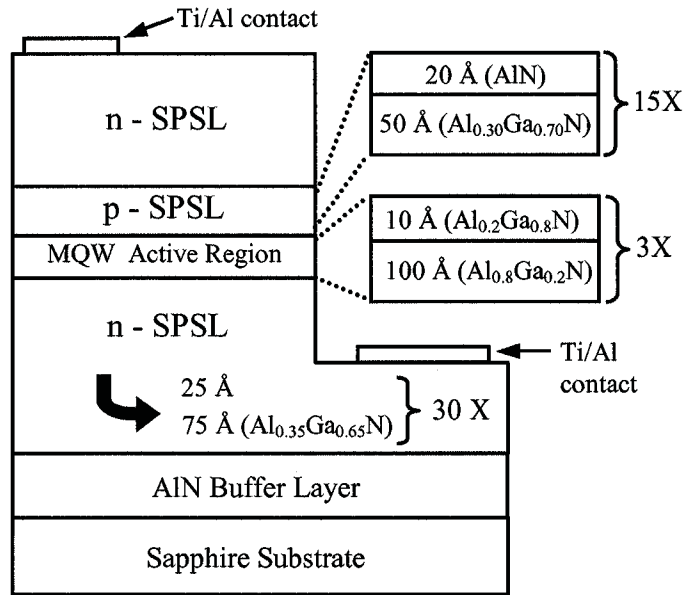 Ti/Al contact
n - SPSL
20 Å (AlN)
50 Å (Al₀.₃₀Ga₀.₇₀N)
15X
p - SPSL
MQW Active Region
10 Å (Al₀.₂Ga₀.₈N)
100 Å (Al₀.₈Ga₀.₂N)
3X
n - SPSL
Ti/Al
contact
25 Å
75 Å (Al₀.₃₅Ga₀.₆₅N)
30 X
AlN Buffer Layer
Sapphire Substrate